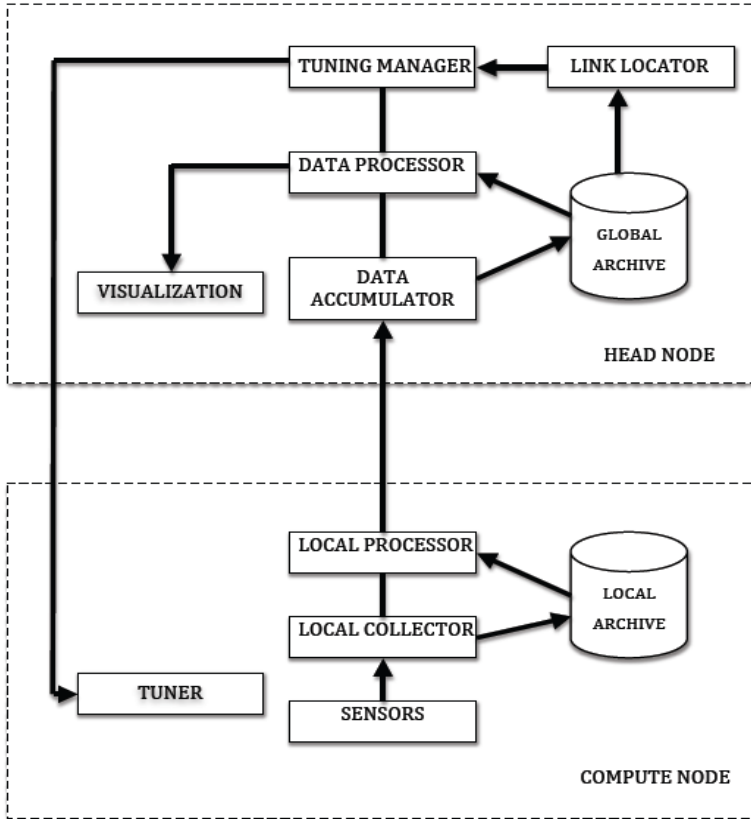 TUNING MANAGER
LINK LOCATOR
DATA PROCESSOR
GLOBAL
ARCHIVE
VISUALIZATION
DATA
ACCUMULATOR
HEAD NODE
LOCAL PROCESSOR
LOCAL
ARCHIVE
LOCAL COLLECTOR
TUNER
SENSORS
COMPUTE NODE